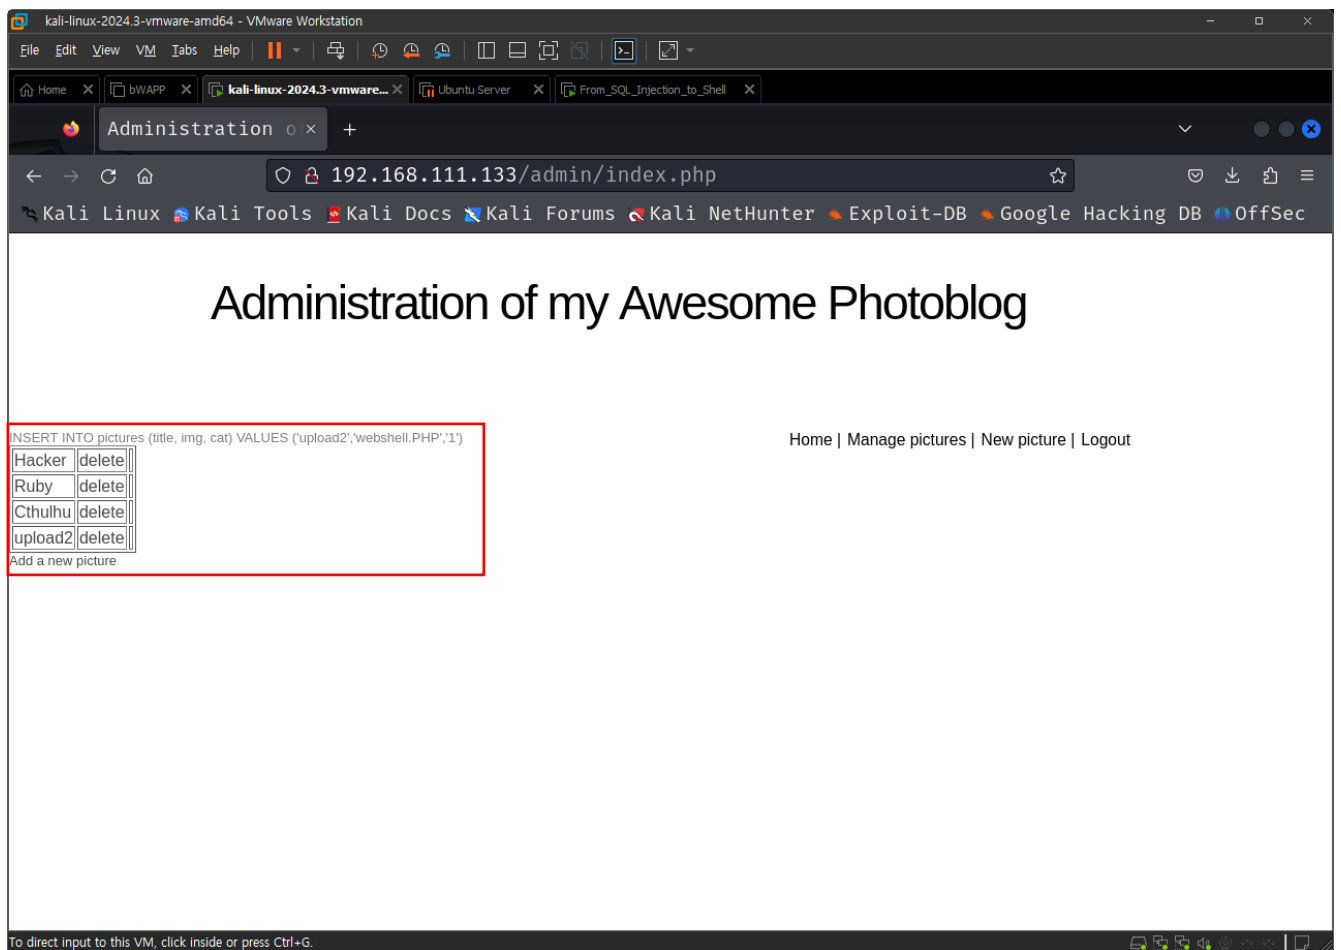 kali-linux-2024.3-vmware-amd64 - VMware Workstation
File Edit View VM Tabs Help
Home bWAPP kali-linux-2024.3-vmware... Ubuntu Server From_SQL_Injection_to_Shell
Administration
192.168.111.133/admin/index.php
Kali Linux Kali Tools Kali Docs Kali Forums Kali NetHunter Exploit-DB Google Hacking DB OffSec
Administration of my Awesome Photoblog
INSERT INTO pictures (title, img, cat) VALUES ('upload2','webshell.PHP','1')
Home | Manage pictures | New picture | Logout
Hacker delete
Ruby delete
Cthulhu delete
upload2 delete
Add a new picture
To direct input to this VM, click inside or press Ctrl+G.